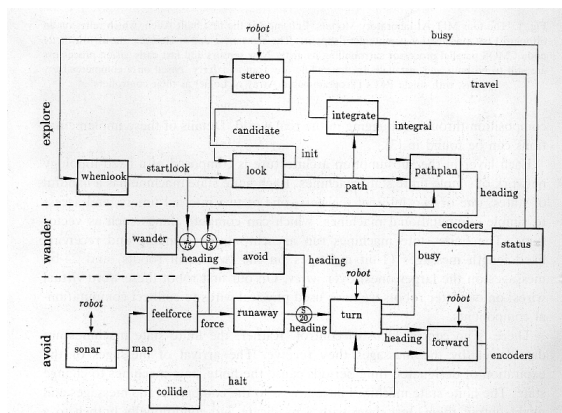 robot
busy
stereo
travel
integrate
candidate
integral
explore
init
startlook
whenlook
look
path
pathplan
heading
encoders
wander
wander
I
75
S
15
heading
avoid
heading
robot
busy
status
robot
feelforce
force
runaway
S
20
heading
turn
robot
avoid
sonar
map
heading
forward
encoders
halt
collide